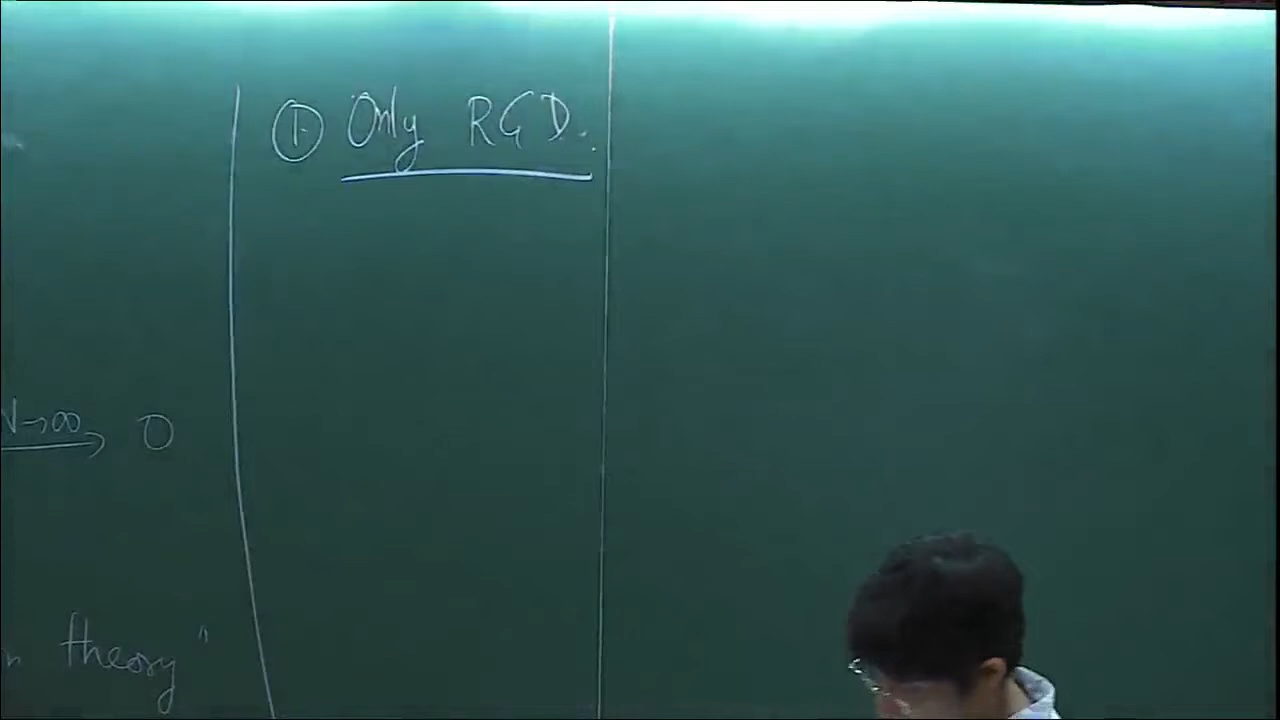 V→∞ 0
n theory"
① Only RGD.